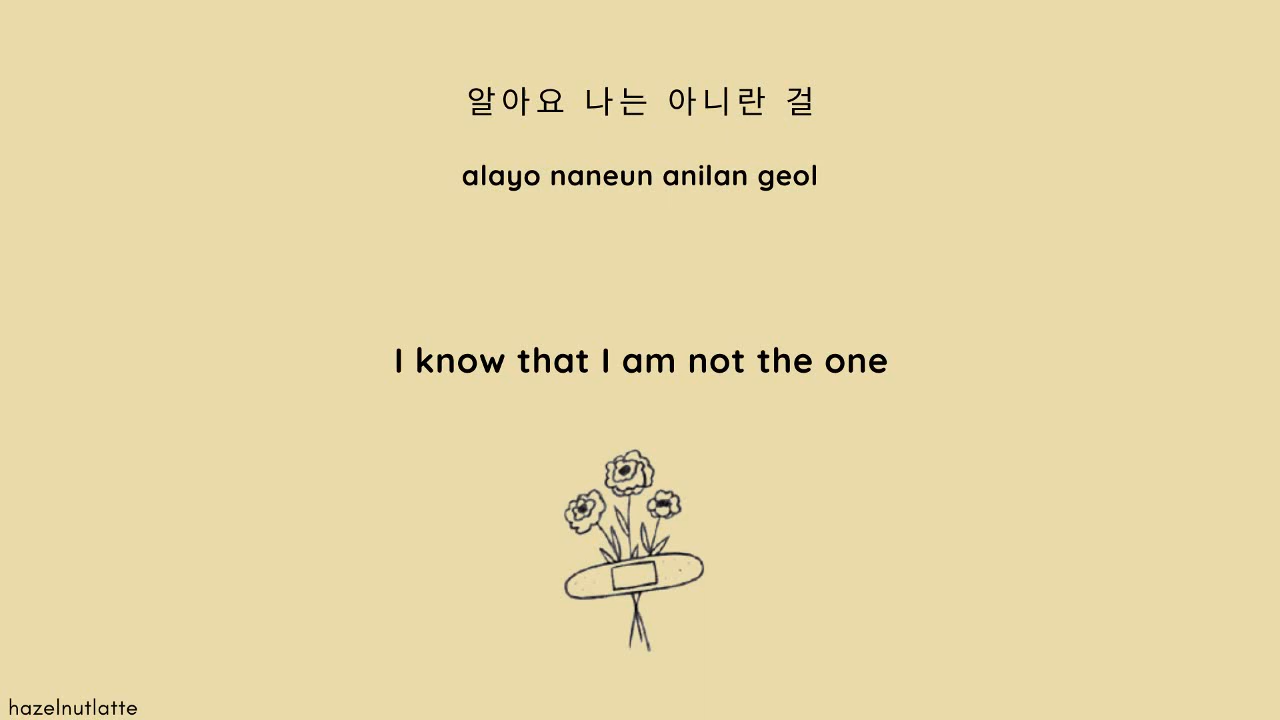 알아요 나는 아니란 걸
alayo naneun anilan geol
I know that I am not the one
hazelnutlatte